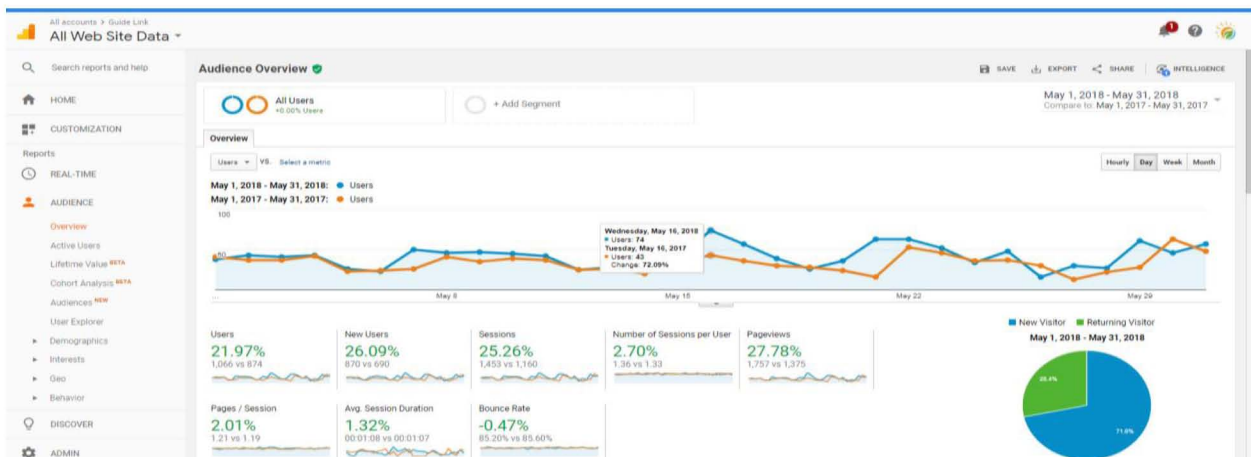 All accounts > Guide Link
All Web Site Data
1
Search reports and help
HOME
CUSTOMIZATION
Reports
REAL-TIME
AUDIENCE
Overview
Active Users
Lifetime Value BETA
Cohort Analysis BETA
Audiences NEW
User Explorer
Demographics
Interests
Geo
Behavior
DISCOVER
ADMIN
Audience Overview
SAVE
EXPORT
SHARE
INTELLIGENCE
All Users
+0.00% Users
+ Add Segment
May 1, 2018 - May 31, 2018
Compare to: May 1, 2017 - May 31, 2017
Overview
Users VS. Select a metric
Hourly Day Week Month
May 1, 2018 - May 31, 2018: Users
May 1, 2017 - May 31, 2017: Users
100
50
Wednesday, May 16, 2018
Users: 74
Tuesday, May 16, 2017
Users: 43
Change: 72.09%
...
May 8
May 15
May 22
May 29
Users
21.97%
1,066 vs 874
New Users
26.09%
870 vs 690
Sessions
25.26%
1,453 vs 1,160
Number of Sessions per User
2.70%
1.36 vs 1.33
Pageviews
27.78%
1,757 vs 1,375
Pages / Session
2.01%
1.21 vs 1.19
Avg. Session Duration
1.32%
00:01:08 vs 00:01:07
Bounce Rate
-0.47%
85.20% vs 85.60%
New Visitor Returning Visitor
May 1, 2018 - May 31, 2018